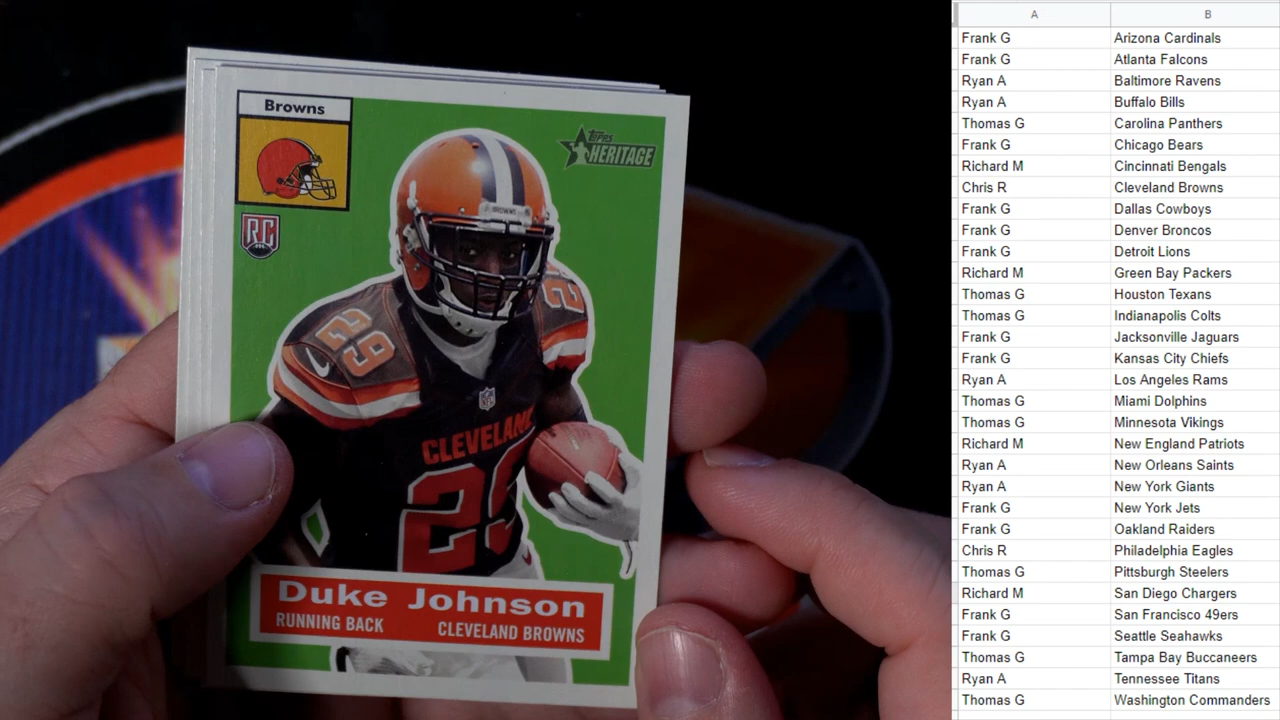 Browns
Topps
HERITAGE
RC
BROWNS
29
2
NFL
CLEVELAND
29
Duke Johnson
RUNNING BACK
CLEVELAND BROWNS
A B
Frank G Arizona Cardinals
Frank G Atlanta Falcons
Ryan A Baltimore Ravens
Ryan A Buffalo Bills
Thomas G Carolina Panthers
Frank G Chicago Bears
Richard M Cincinnati Bengals
Chris R Cleveland Browns
Frank G Dallas Cowboys
Frank G Denver Broncos
Frank G Detroit Lions
Richard M Green Bay Packers
Thomas G Houston Texans
Thomas G Indianapolis Colts
Frank G Jacksonville Jaguars
Frank G Kansas City Chiefs
Ryan A Los Angeles Rams
Thomas G Miami Dolphins
Thomas G Minnesota Vikings
Richard M New England Patriots
Ryan A New Orleans Saints
Ryan A New York Giants
Frank G New York Jets
Frank G Oakland Raiders
Chris R Philadelphia Eagles
Thomas G Pittsburgh Steelers
Richard M San Diego Chargers
Frank G San Francisco 49ers
Frank G Seattle Seahawks
Thomas G Tampa Bay Buccaneers
Ryan A Tennessee Titans
Thomas G Washington Commanders